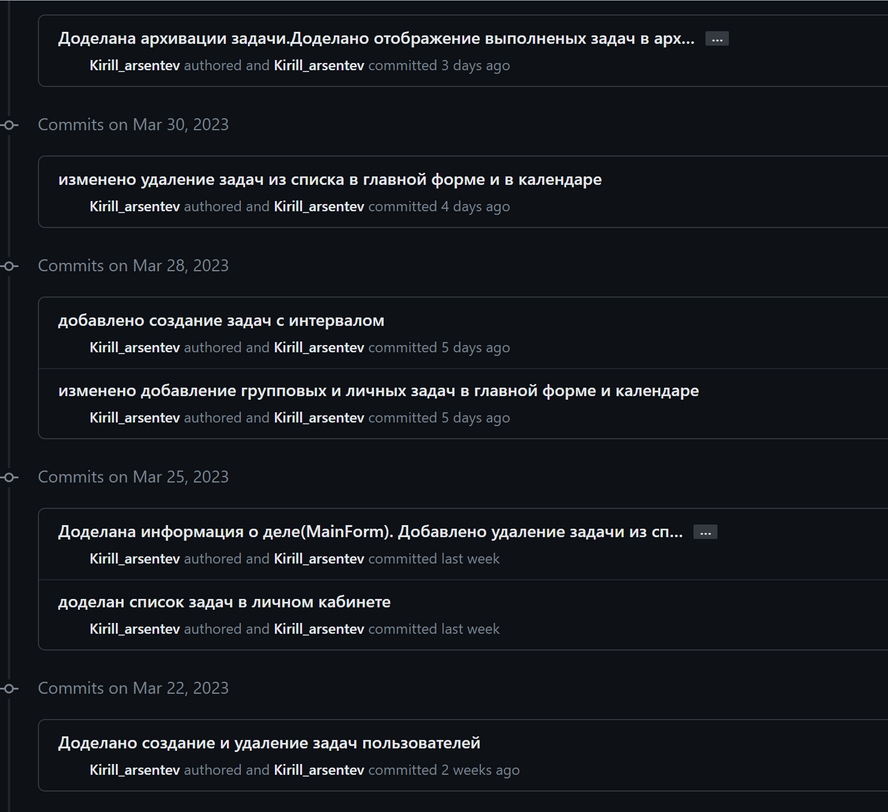 Доделана архивации задачи.Доделано отображение выполненых задач в арх... ...
Kirill_arsentev authored and Kirill_arsentev committed 3 days ago
Commits on Mar 30, 2023
изменено удаление задач из списка в главной форме и в календаре
Kirill_arsentev authored and Kirill_arsentev committed 4 days ago
Commits on Mar 28, 2023
добавлено создание задач с интервалом
Kirill_arsentev authored and Kirill_arsentev committed 5 days ago
изменено добавление групповых и личных задач в главной форме и календаре
Kirill_arsentev authored and Kirill_arsentev committed 5 days ago
Commits on Mar 25, 2023
Доделана информация о деле(MainForm). Добавлено удаление задачи из сп... ...
Kirill_arsentev authored and Kirill_arsentev committed last week
доделан список задач в личном кабинете
Kirill_arsentev authored and Kirill_arsentev committed last week
Commits on Mar 22, 2023
Доделано создание и удаление задач пользователей
Kirill_arsentev authored and Kirill_arsentev committed 2 weeks ago